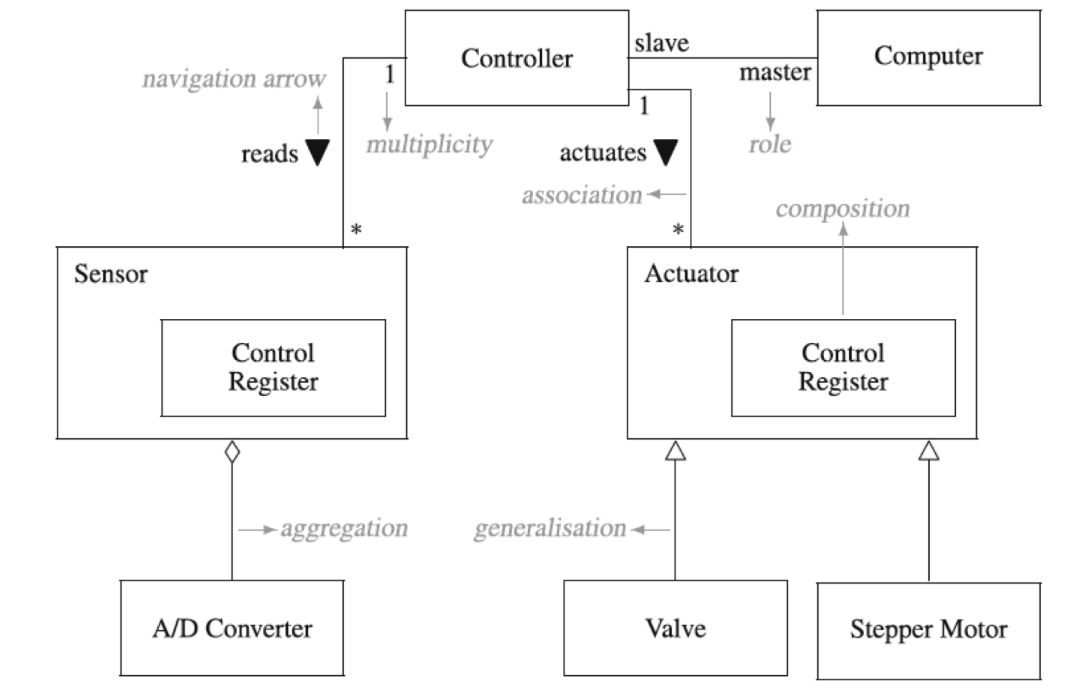 Controller
slave
master
Computer
navigation arrow
1
multiplicity
1
role
reads
actuates
association
composition
*
*
Sensor
Actuator
Control
Register
Control
Register
aggregation
generalisation
A/D Converter
Valve
Stepper Motor